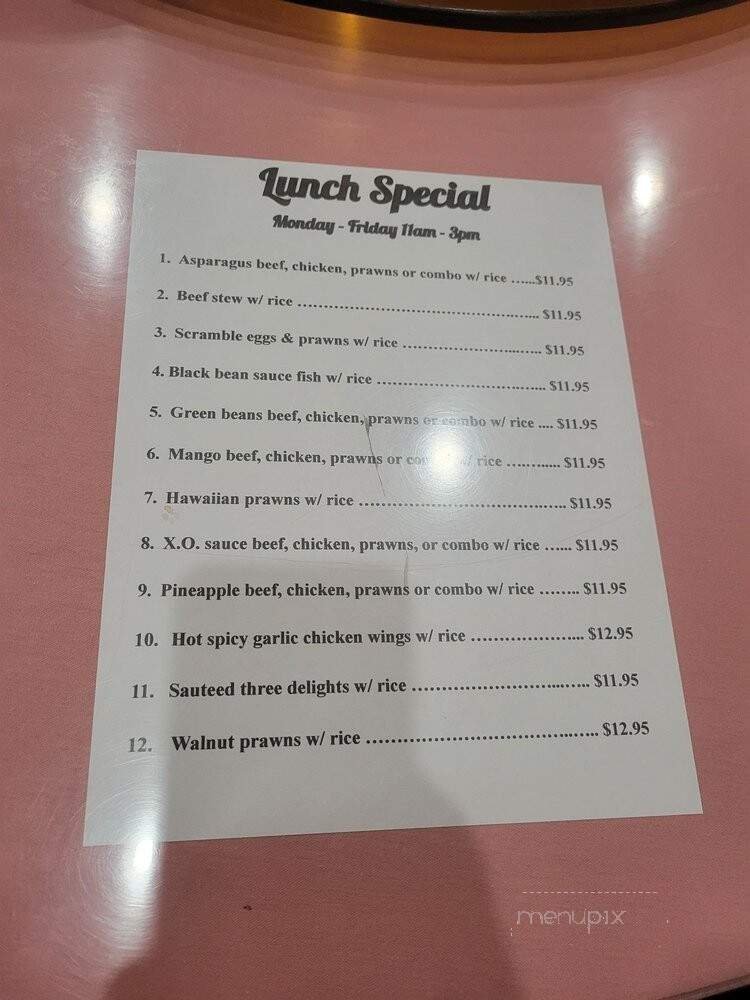 Lunch Special
Monday - Friday 11am - 3pm
1. Asparagus beef, chicken, prawns or combo w/ rice ......$11.95
2. Beef stew w/ rice ............................................. $11.95
3. Scramble eggs & prawns w/ rice .......................... $11.95
4. Black bean sauce fish w/ rice ............................... $11.95
5. Green beans beef, chicken, prawns or combo w/ rice .... $11.95
6. Mango beef, chicken, prawns or w/ rice ........... $11.95
7. Hawaiian prawns w/ rice ...................................... $11.95
8. X.O. sauce beef, chicken, prawns, or combo w/ rice ...... $11.95
9. Pineapple beef, chicken, prawns or combo w/ rice ........ $11.95
10. Hot spicy garlic chicken wings w/ rice ..................... $12.95
11. Sauteed three delights w/ rice ............................... $11.95
12. Walnut prawns w/ rice ........................................ $12.95
menupix